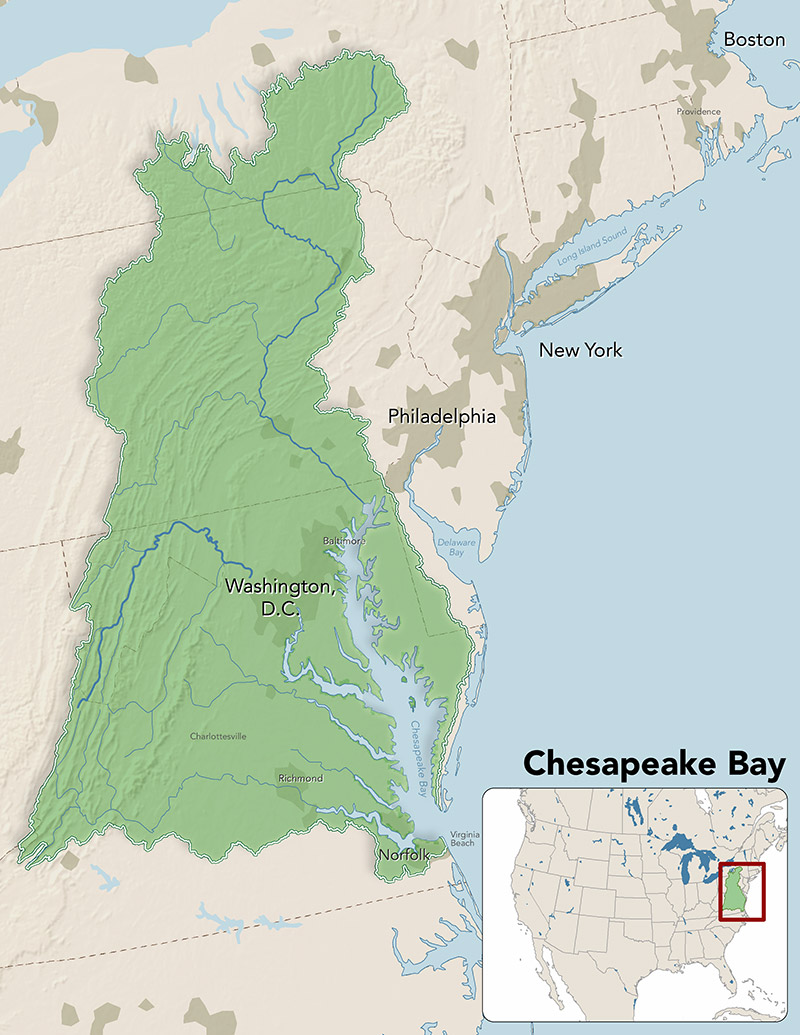 Boston
Providence
Long Island Sound
New York
Philadelphia
Delaware
Bay
Baltimore
Washington,
D.C.
Charlottesville
Chesapeake Bay
Richmond
Virginia
Beach
Norfolk
Chesapeake Bay